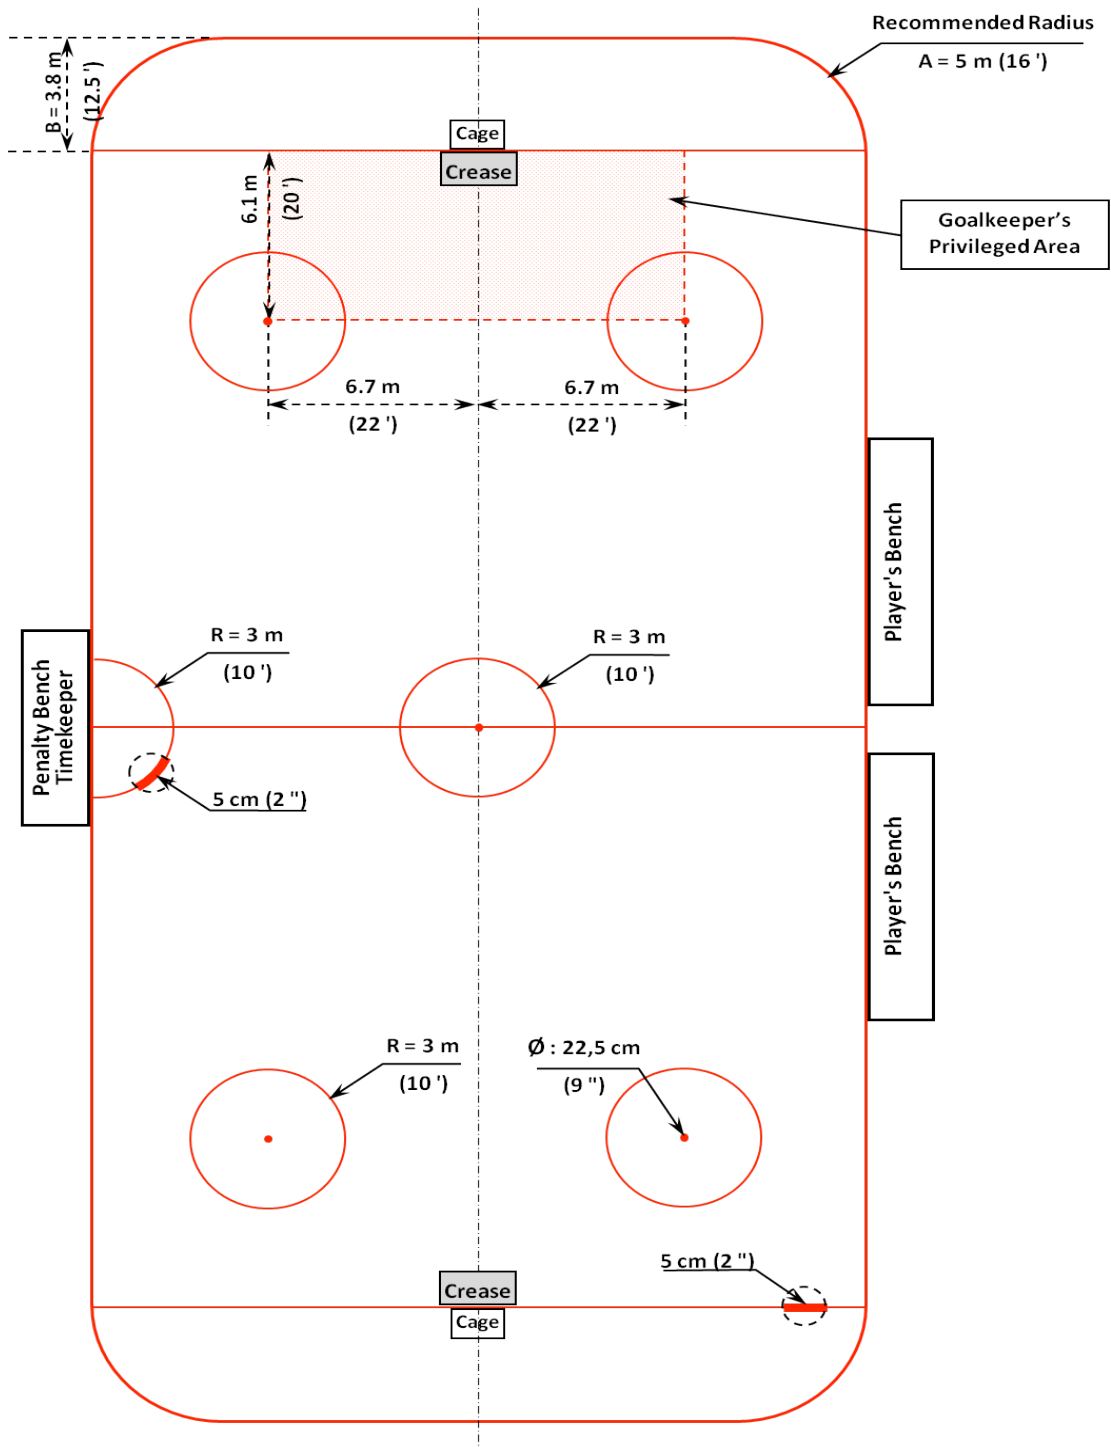 Recommended Radius
A = 5 m (16 ')
B = 3.8 m
(12.5 ')
Cage
Crease
6.1 m
(20 ')
Goalkeeper's
Privileged Area
6.7 m
(22 ')
6.7 m
(22 ')
Player's Bench
R = 3 m
(10 ')
R = 3 m
(10 ')
Penalty Bench
Timekeeper
5 cm (2 ")
Player's Bench
R = 3 m
(10 ')
Ø : 22,5 cm
(9 ")
5 cm (2 ")
Crease
Cage